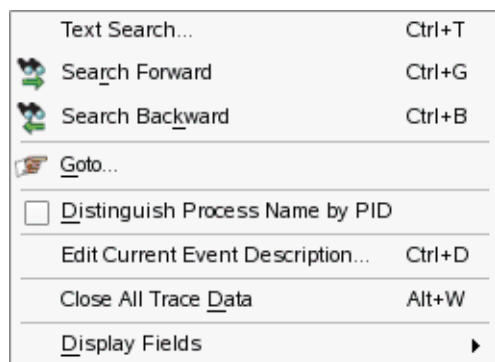 Text Search... Ctrl+T
Search Forward Ctrl+G
Search Backward Ctrl+B
Goto...
Distinguish Process Name by PID
Edit Current Event Description... Ctrl+D
Close All Trace Data Alt+W
Display Fields